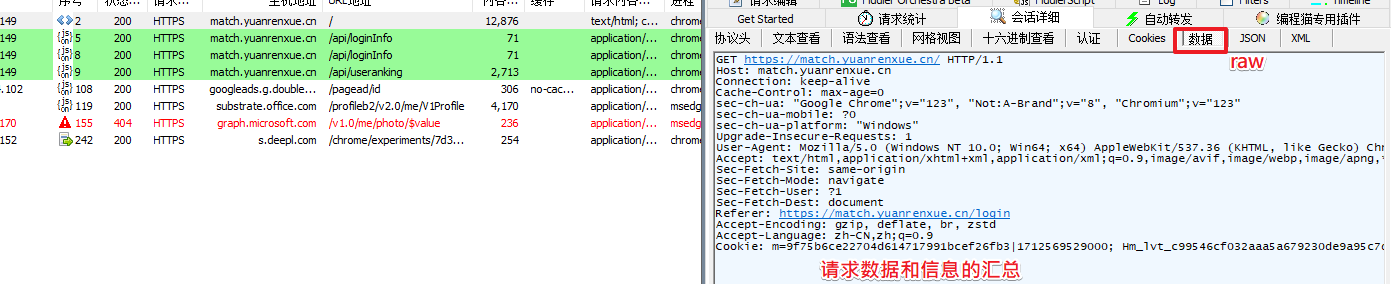 序号 状态... 请求... 主机地址 URL地址 内容... 缓存 请求内容... 进程
149 2 200 HTTPS match.yuanrenxue.cn / 12,876 text/html; c... chrome
149 5 200 HTTPS match.yuanrenxue.cn /api/loginInfo 71 application/... chrome
149 8 200 HTTPS match.yuanrenxue.cn /api/loginInfo 71 application/... chrome
149 9 200 HTTPS match.yuanrenxue.cn /api/useranking 2,713 application/... chrome
.102 108 200 HTTPS googleads.g.double... /pagead/id 306 no-cac... application/... chrome
119 200 HTTPS substrate.office.com /profileb2/v2.0/me/V1Profile 4,170 application/... msedg
170 155 404 HTTPS graph.microsoft.com /v1.0/me/photo/$value 236 application/... msedg
152 242 200 HTTPS s.deepl.com /chrome/experiments/7d3... 254 application/... chrome
请求编辑 Fiddler Orchestra Beta FiddlerScript Log Filters Timeline
Get Started 请求统计 会话详细 自动转发 编程猫专用插件
协议头 文本查看 语法查看 网格视图 十六进制查看 认证 Cookies 数据 JSON XML
raw
GET https://match.yuanrenxue.cn/ HTTP/1.1
Host: match.yuanrenxue.cn
Connection: keep-alive
Cache-Control: max-age=0
sec-ch-ua: "Google Chrome";v="123", "Not:A-Brand";v="8", "Chromium";v="123"
sec-ch-ua-mobile: ?0
sec-ch-ua-platform: "Windows"
Upgrade-Insecure-Requests: 1
User-Agent: Mozilla/5.0 (Windows NT 10.0; Win64; x64) AppleWebKit/537.36 (KHTML, like Gecko) Chr
Accept: text/html,application/xhtml+xml,application/xml;q=0.9,image/avif,image/webp,image/apng,*
Sec-Fetch-Site: same-origin
Sec-Fetch-Mode: navigate
Sec-Fetch-User: ?1
Sec-Fetch-Dest: document
Referer: https://match.yuanrenxue.cn/login
Accept-Encoding: gzip, deflate, br, zstd
Accept-Language: zh-CN,zh;q=0.9
Cookie: m=9f75b6ce22704d614717991bcef26fb3|1712569529000; Hm_lvt_c99546cf032aaa5a679230de9a95c7d
请求数据和信息的汇总